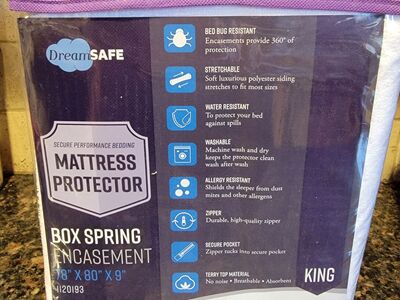 DreamSAFE
SECURE PERFORMANCE BEDDING
MATTRESS
PROTECTOR
BOX SPRING
ENCASEMENT
78" X 80" X 9"
1120193
BED BUG RESISTANT
Encasements provide 360° of
protection
STRETCHABLE
Soft luxurious polyester siding
stretches to fit most sizes
WATER RESISTANT
To protect your bed
against spills
WASHABLE
Machine wash and dry
keeps the protector clean
wash after wash
ALLERGY RESISTANT
Shields the sleeper from dust
mites and other allergens
ZIPPER
Durable, high-quality zipper
SECURE POCKET
Zipper tucks into secure pocket
TERRY TOP MATERIAL
No noise • Breathable • Absorbent
KING